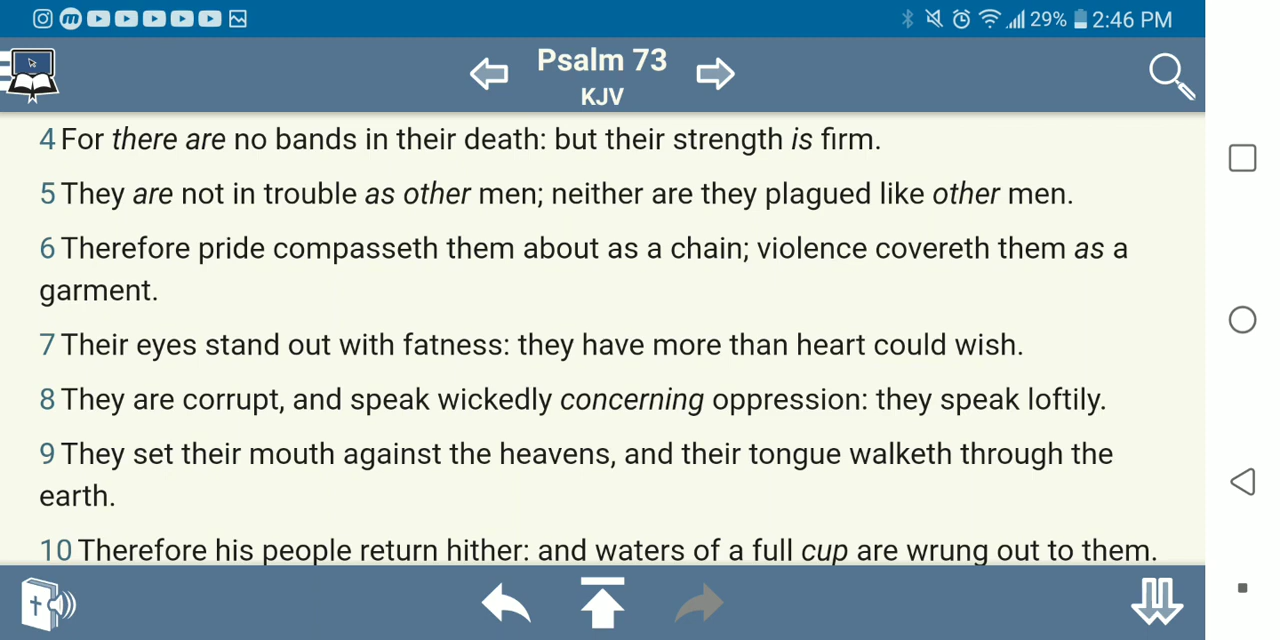 29% 2:46 PM
Psalm 73
KJV
4 For there are no bands in their death: but their strength is firm.
5 They are not in trouble as other men; neither are they plagued like other men.
6 Therefore pride compasseth them about as a chain; violence covereth them as a
garment.
7 Their eyes stand out with fatness: they have more than heart could wish.
8 They are corrupt, and speak wickedly concerning oppression: they speak loftily.
9 They set their mouth against the heavens, and their tongue walketh through the
earth.
10 Therefore his people return hither: and waters of a full cup are wrung out to them.